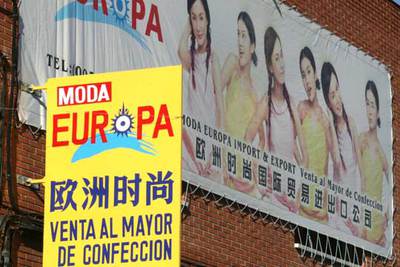 EUROPA
TEL:(00
MODA EUROPA IMPORT & EXPORT Venta al Mayor de Confeccion
欧洲时尚国际贸易进出口公司
MODA
EUROPA
欧洲时尚
VENTA AL MAYOR
DE CONFECCION